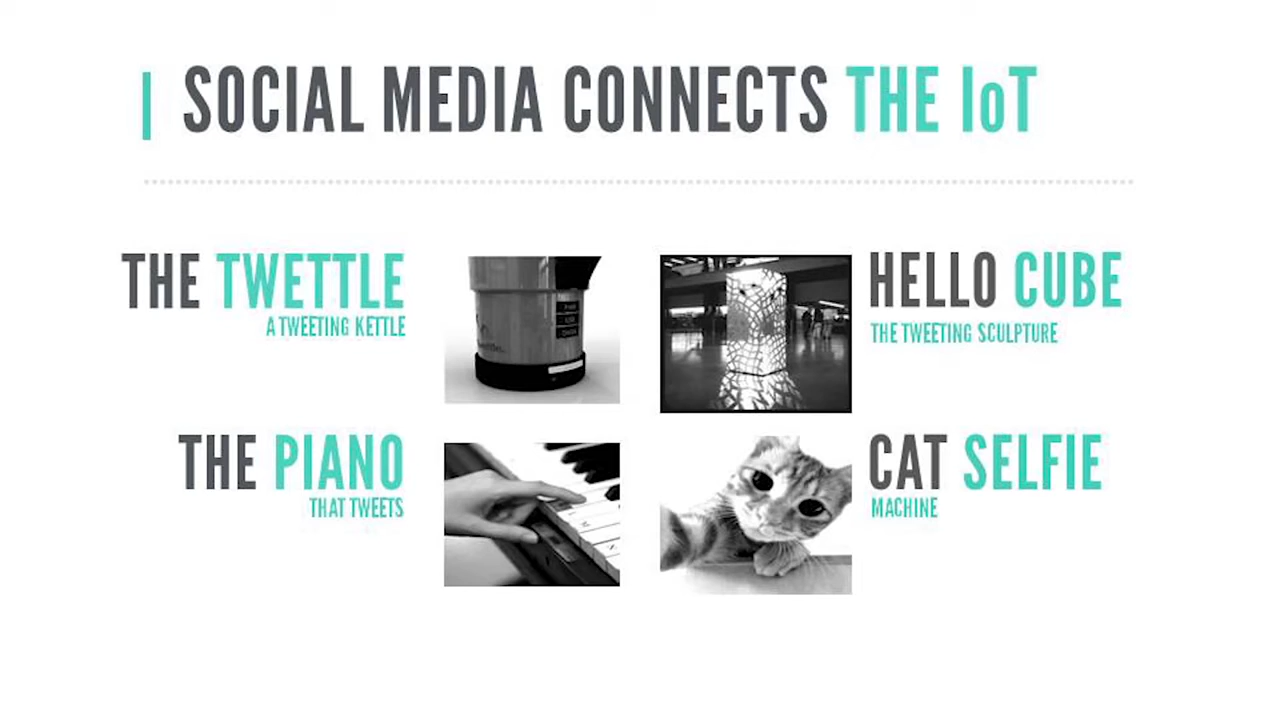 SOCIAL MEDIA CONNECTS THE IoT
THE TWETTLE
A TWEETING KETTLE
HELLO CUBE
THE TWEETING SCULPTURE
THE PIANO
THAT TWEETS
CAT SELFIE
MACHINE